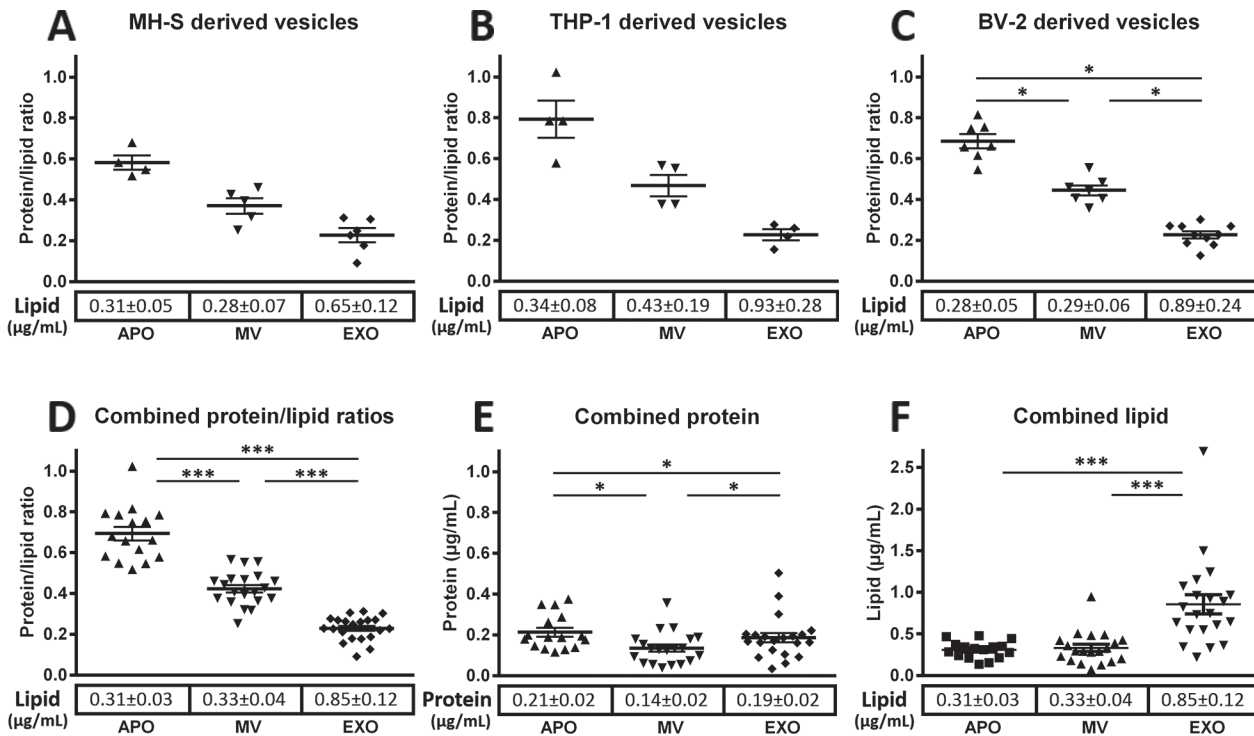 A MH-S derived vesicles
Protein/lipid ratio
1.0
0.8
0.6
0.4
0.2
0.0
Lipid 0.31±0.05 0.28±0.07 0.65±0.12
(µg/mL) APO MV EXO
B THP-1 derived vesicles
Protein/lipid ratio
1.0
0.8
0.6
0.4
0.2
0.0
Lipid 0.34±0.08 0.43±0.19 0.93±0.28
(µg/mL) APO MV EXO
C BV-2 derived vesicles
Protein/lipid ratio
1.0
0.8
0.6
0.4
0.2
0.0
*
* *
Lipid 0.28±0.05 0.29±0.06 0.89±0.24
(µg/mL) APO MV EXO
D Combined protein/lipid ratios
Protein/lipid ratio
1.0
0.8
0.6
0.4
0.2
0.0
***
*** ***
Lipid 0.31±0.03 0.33±0.04 0.85±0.12
(µg/mL) APO MV EXO
E Combined protein
Protein (µg/mL)
1.0
0.8
0.6
0.4
0.2
0.0
*
* *
Protein 0.21±0.02 0.14±0.02 0.19±0.02
(µg/mL) APO MV EXO
F Combined lipid
Lipid (µg/mL)
2.5
2.0
1.5
1.0
0.5
0.0
***
***
Lipid 0.31±0.03 0.33±0.04 0.85±0.12
(µg/mL) APO MV EXO